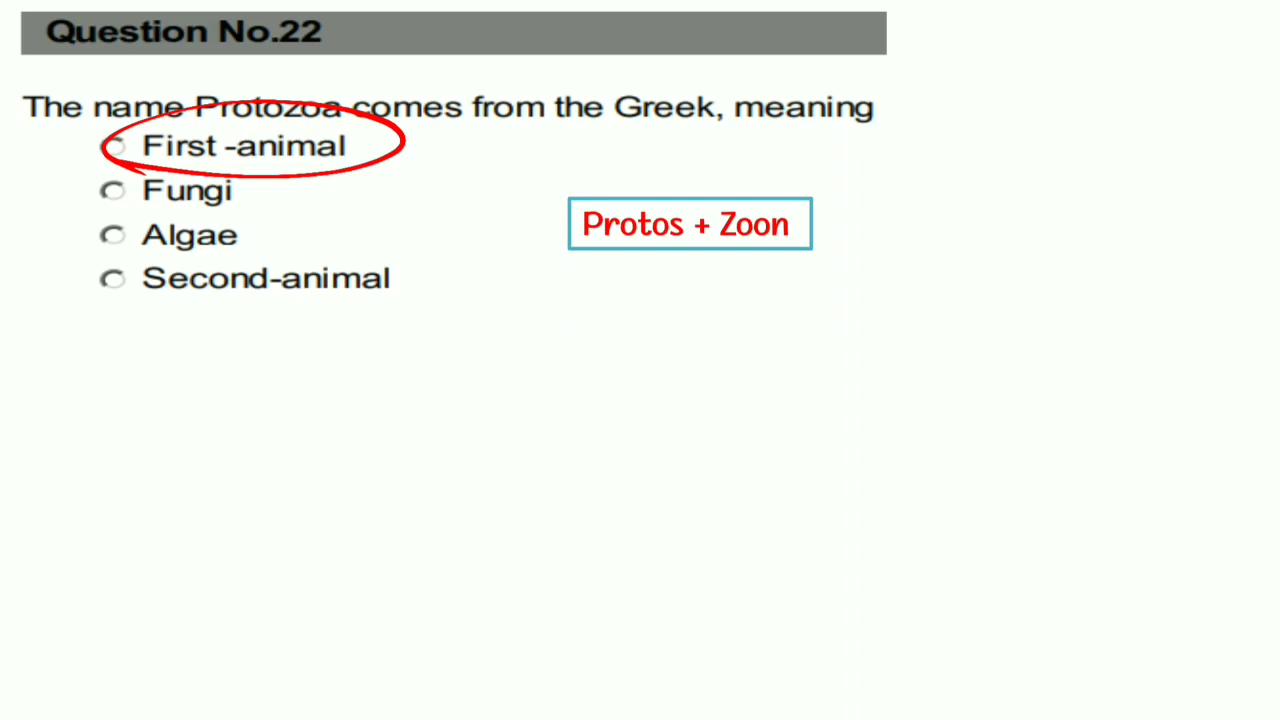 Question No.22
The name Protozoa comes from the Greek, meaning
First -animal
Fungi
Protos + Zoon
Algae
Second-animal